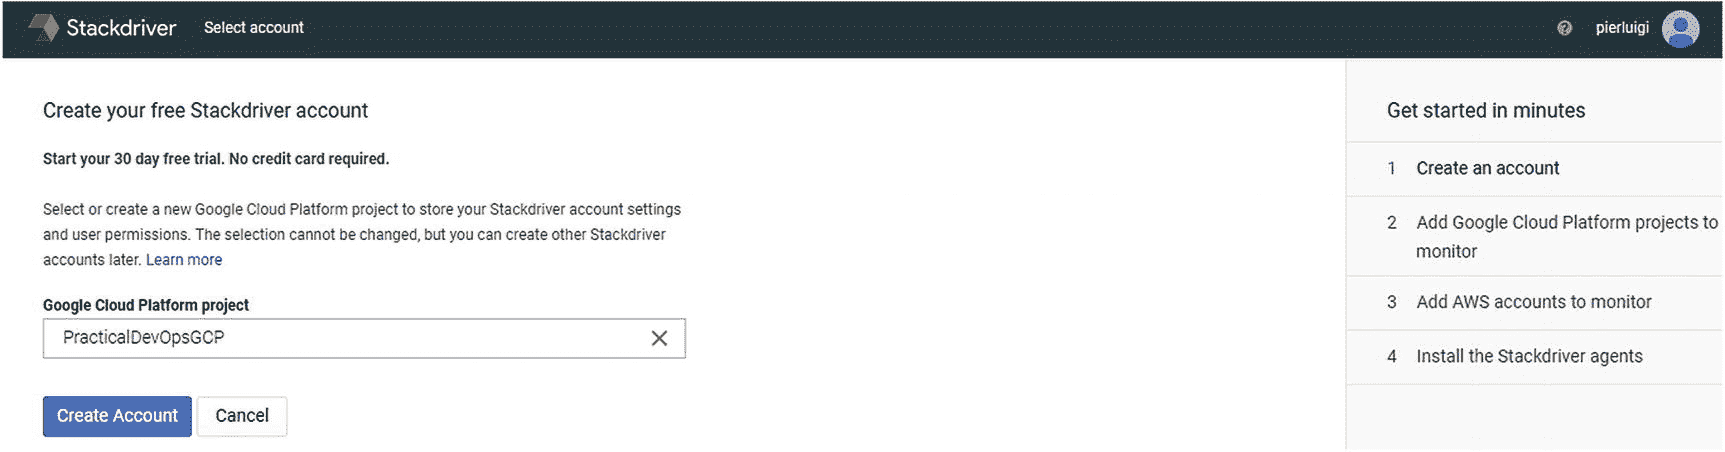 Stackdriver Select account pierluigi
Create your free Stackdriver account
Start your 30 day free trial. No credit card required.
Select or create a new Google Cloud Platform project to store your Stackdriver account settings
and user permissions. The selection cannot be changed, but you can create other Stackdriver
accounts later. Learn more
Google Cloud Platform project
PracticalDevOpsGCP
Create Account Cancel
Get started in minutes
1 Create an account
2 Add Google Cloud Platform projects to
monitor
3 Add AWS accounts to monitor
4 Install the Stackdriver agents